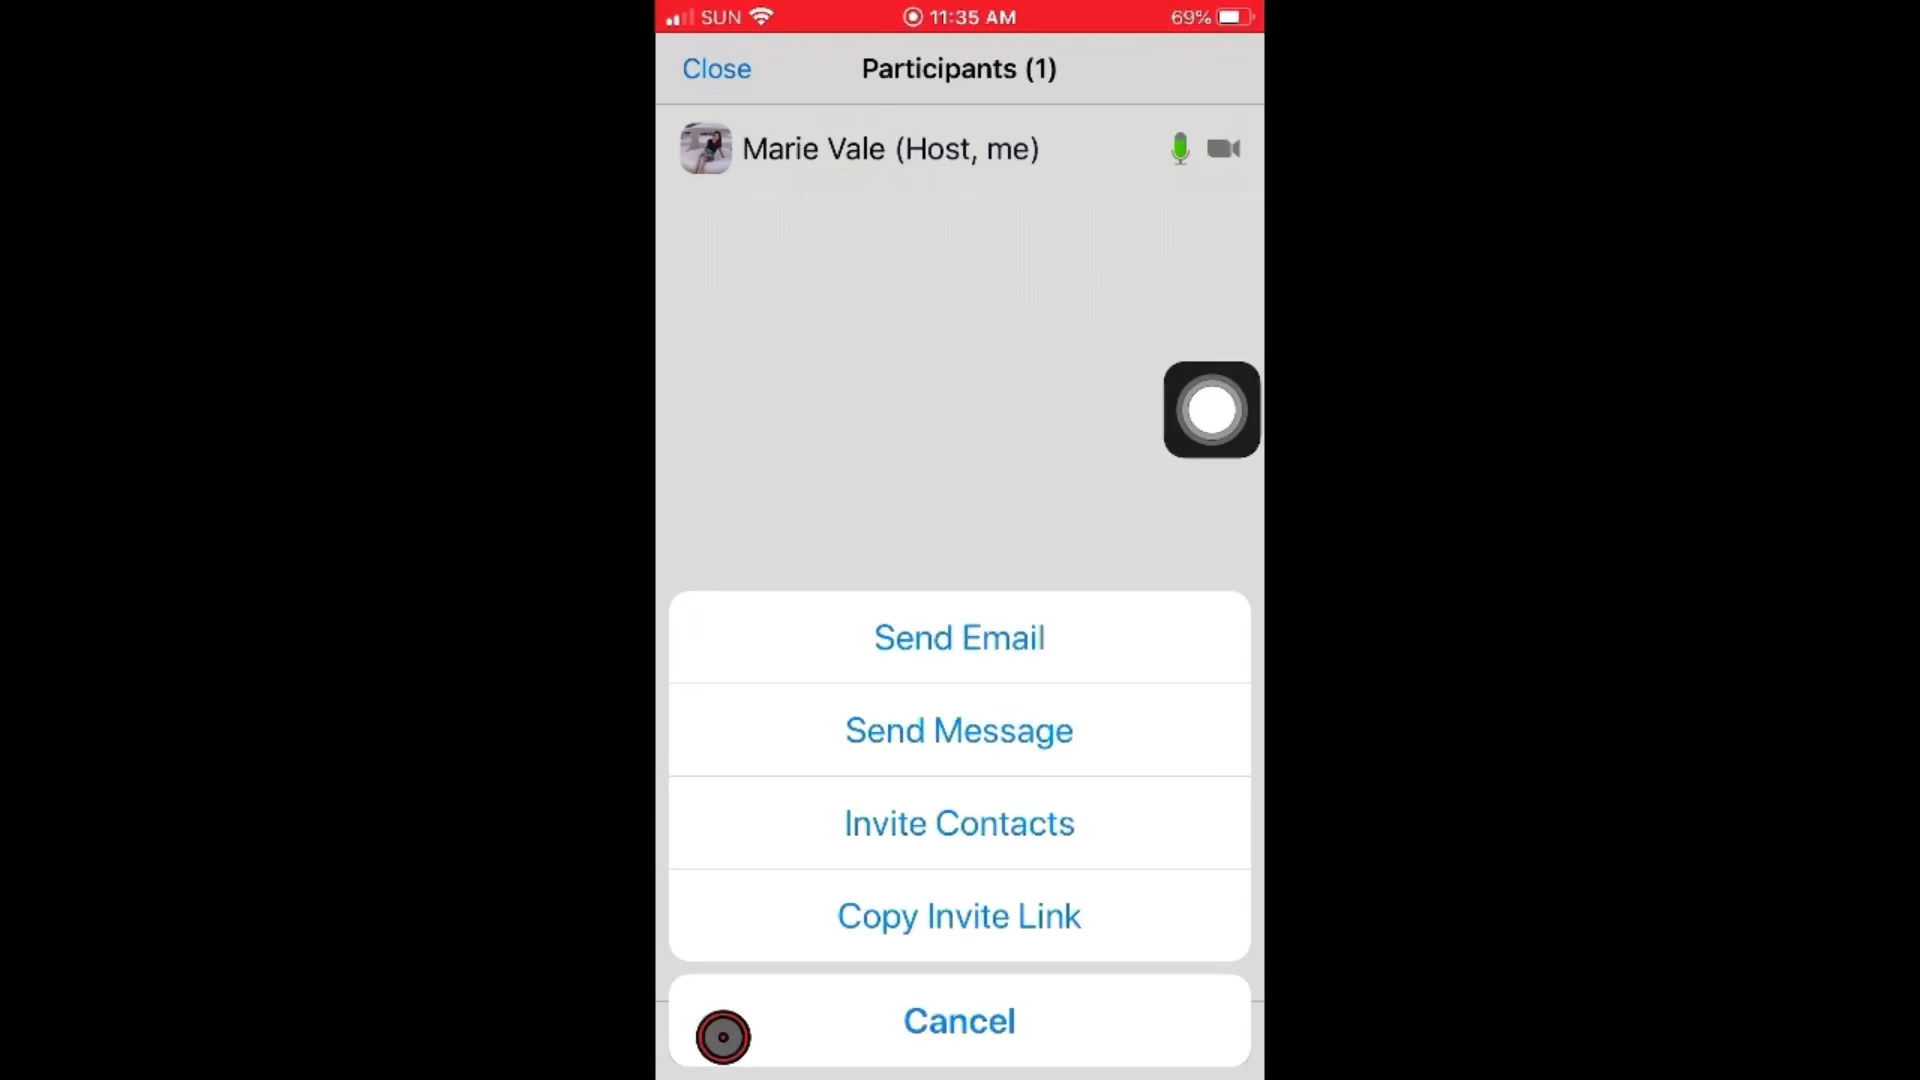 SUN 11:35 AM 69%
Close Participants (1)
Marie Vale (Host, me)
Send Email
Send Message
Invite Contacts
Copy Invite Link
Cancel